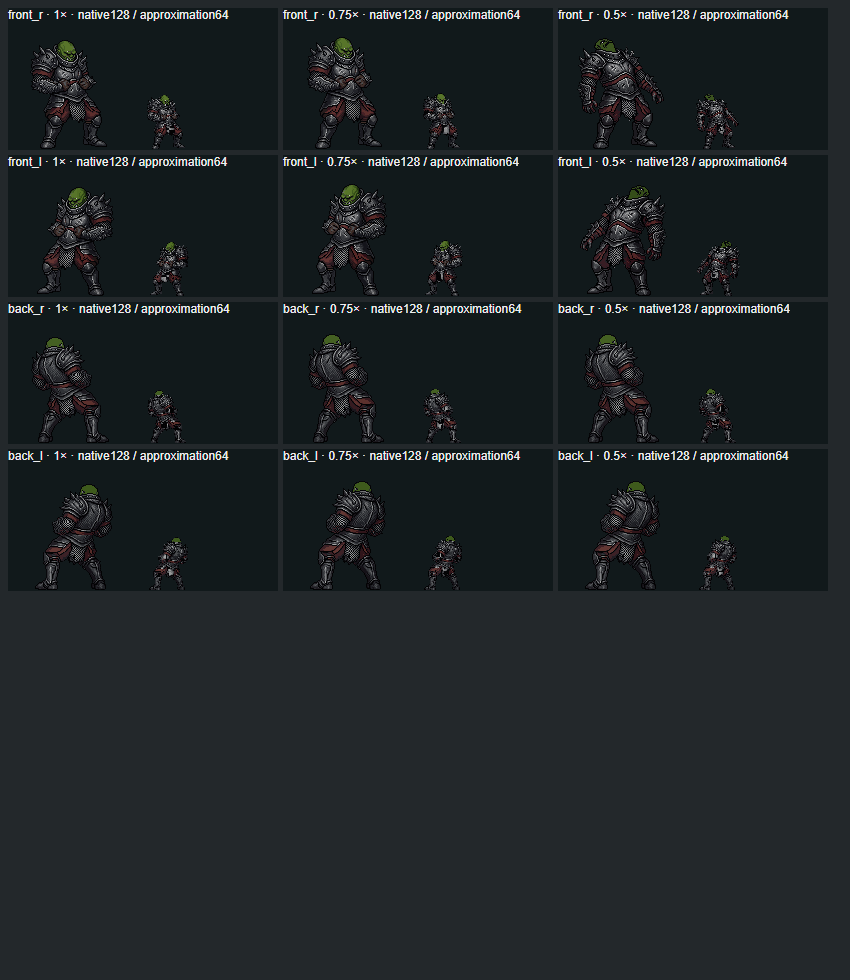 front_r · 1× · native128 / approximation64
front_r · 0.75× · native128 / approximation64
front_r · 0.5× · native128 / approximation64
front_l · 1× · native128 / approximation64
front_l · 0.75× · native128 / approximation64
front_l · 0.5× · native128 / approximation64
back_r · 1× · native128 / approximation64
back_r · 0.75× · native128 / approximation64
back_r · 0.5× · native128 / approximation64
back_l · 1× · native128 / approximation64
back_l · 0.75× · native128 / approximation64
back_l · 0.5× · native128 / approximation64